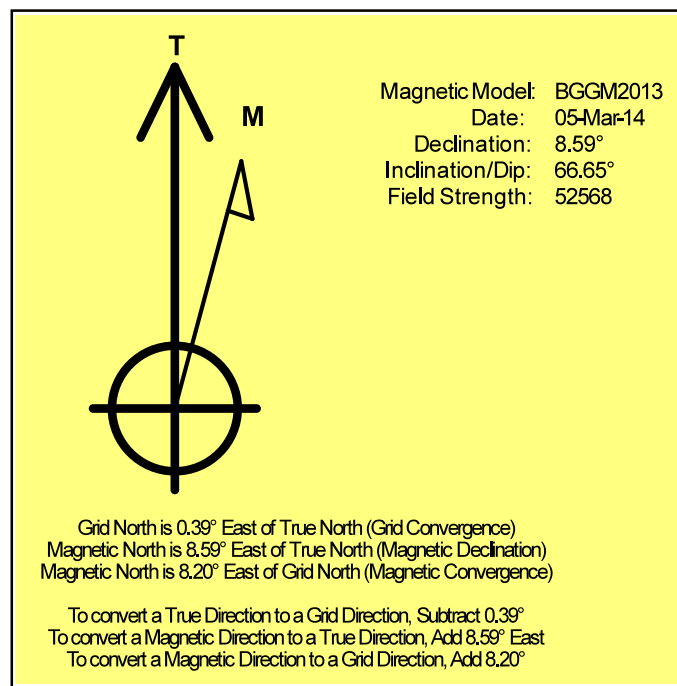 T
M
Magnetic Model: BGGM2013
Date: 05-Mar-14
Declination: 8.59°
Inclination/Dip: 66.65°
Field Strength: 52568
Grid North is 0.39° East of True North (Grid Convergence)
Magnetic North is 8.59° East of True North (Magnetic Declination)
Magnetic North is 8.20° East of Grid North (Magnetic Convergence)
To convert a True Direction to a Grid Direction, Subtract 0.39°
To convert a Magnetic Direction to a True Direction, Add 8.59° East
To convert a Magnetic Direction to a Grid Direction, Add 8.20°